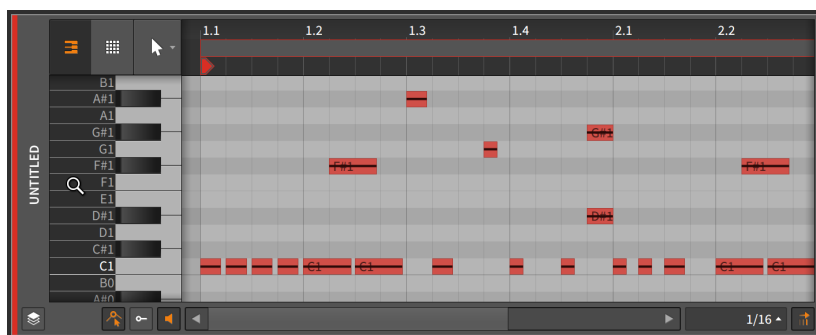 1.1 1.2 1.3 1.4 2.1 2.2
UNTITLED
B1
A#1
A1
G#1 G#1
G1
F#1 F#1 F#1
F1
E1
D#1 D#1
D1
C#1
C1 C1 C1 C1 C1
B0
A#0
1/16